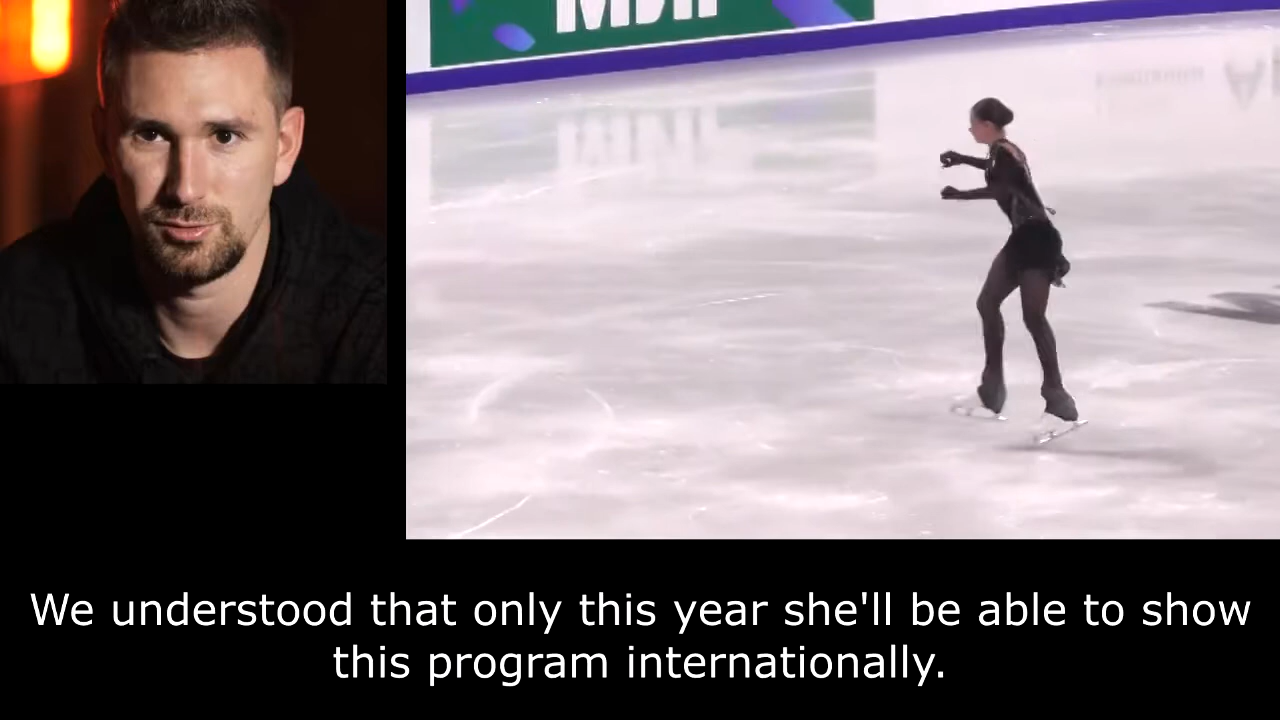 We understood that only this year she'll be able to show
this program internationally.